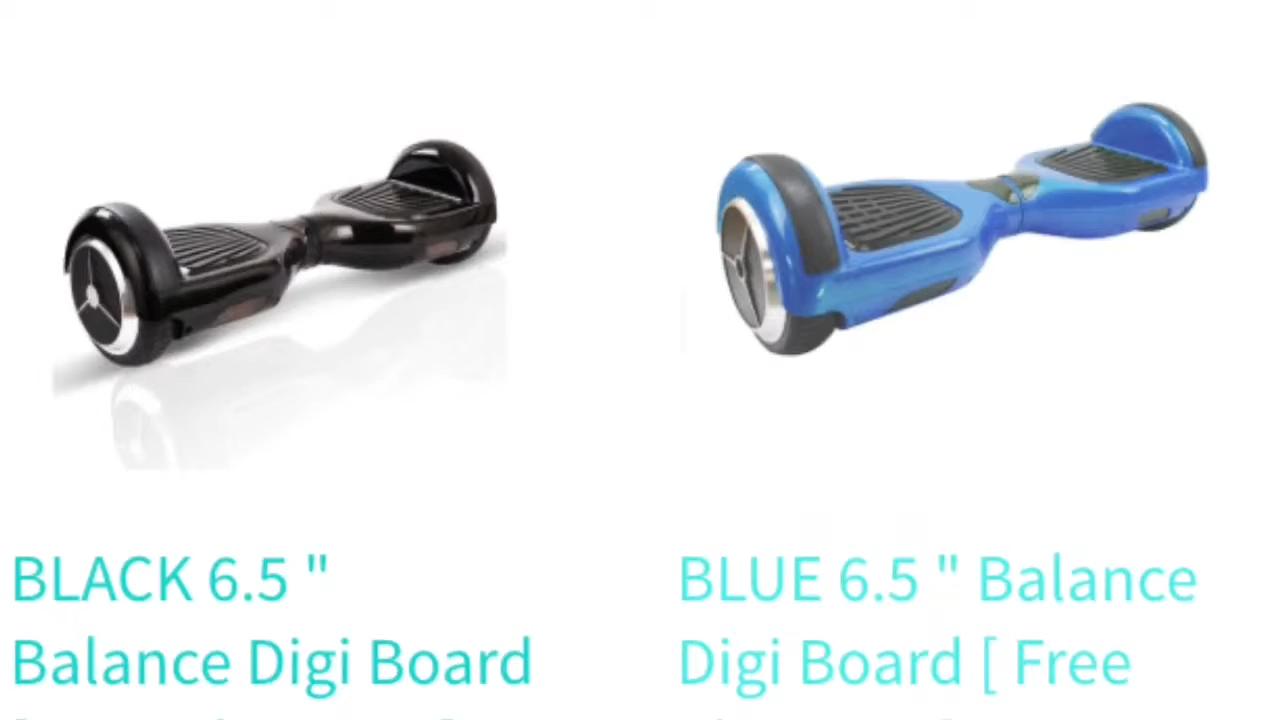 BLACK 6.5 "
Balance Digi Board
BLUE 6.5 " Balance
Digi Board [ Free